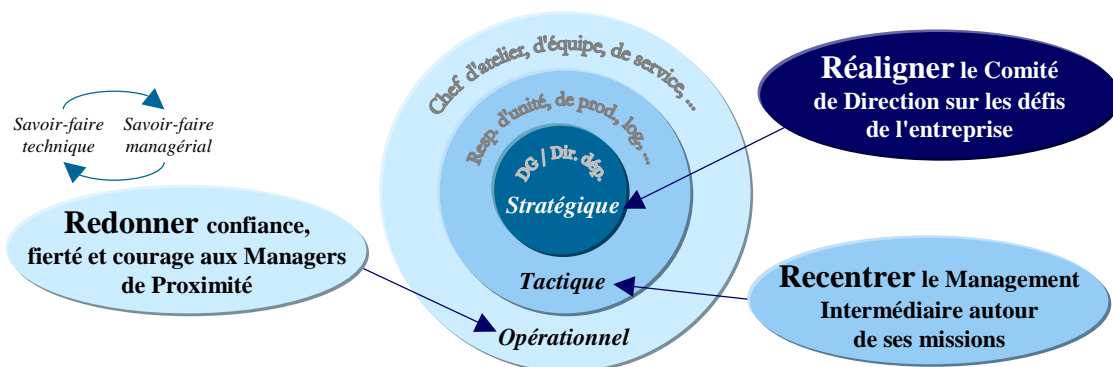 Savoir-faire
technique
Savoir-faire
managérial
Redonner confiance,
fierté et courage aux Managers
de Proximité
Chef d'atelier, d'équipe, de service, ...
Resp. d'unité, de prod., log., ...
DG / Dir. dép.
Stratégique
Tactique
Opérationnel
Réaligner le Comité
de Direction sur les défis
de l'entreprise
Recentrer le Management
Intermédiaire autour
de ses missions